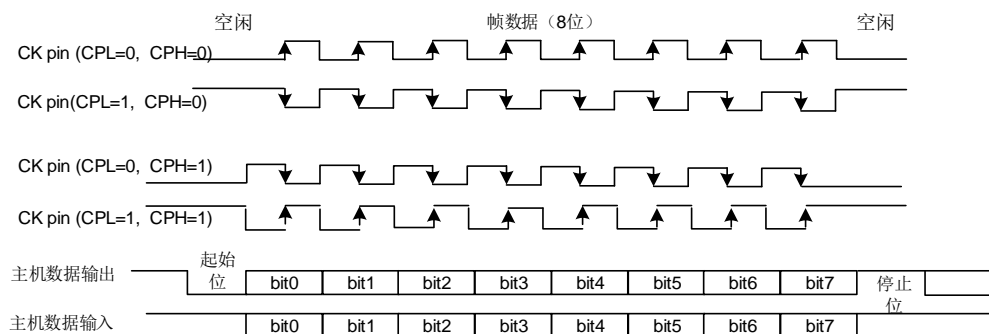 空闲 帧数据（8位） 空闲
CK pin (CPL=0, CPH=0)
CK pin(CPL=1, CPH=0)
CK pin (CPL=0, CPH=1)
CK pin (CPL=1, CPH=1)
主机数据输出 起始位 bit0 bit1 bit2 bit3 bit4 bit5 bit6 bit7 停止位
主机数据输入 bit0 bit1 bit2 bit3 bit4 bit5 bit6 bit7